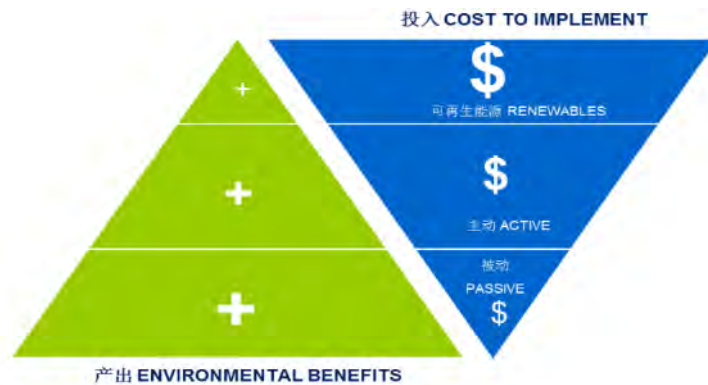 投入 COST TO IMPLEMENT
+
$
可再生能源 RENEWABLES
+
$
主动 ACTIVE
被动
PASSIVE
+
$
产出 ENVIRONMENTAL BENEFITS